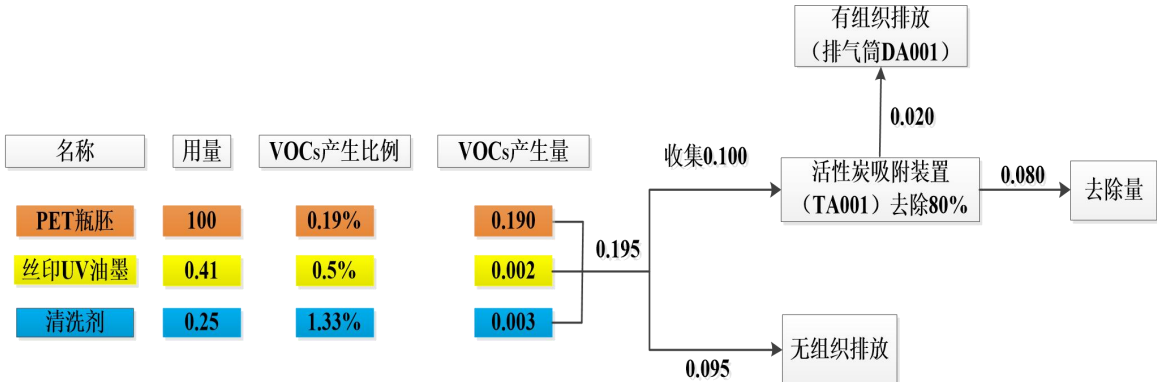 有组织排放
（排气筒DA001）
0.020
名称 用量 VOCs产生比例 VOCs产生量
收集0.100
活性炭吸附装置
（TA001）去除80%
0.080
去除量
PET瓶胚 100 0.19% 0.190
0.195
丝印UV油墨 0.41 0.5% 0.002
清洗剂 0.25 1.33% 0.003
0.095
无组织排放